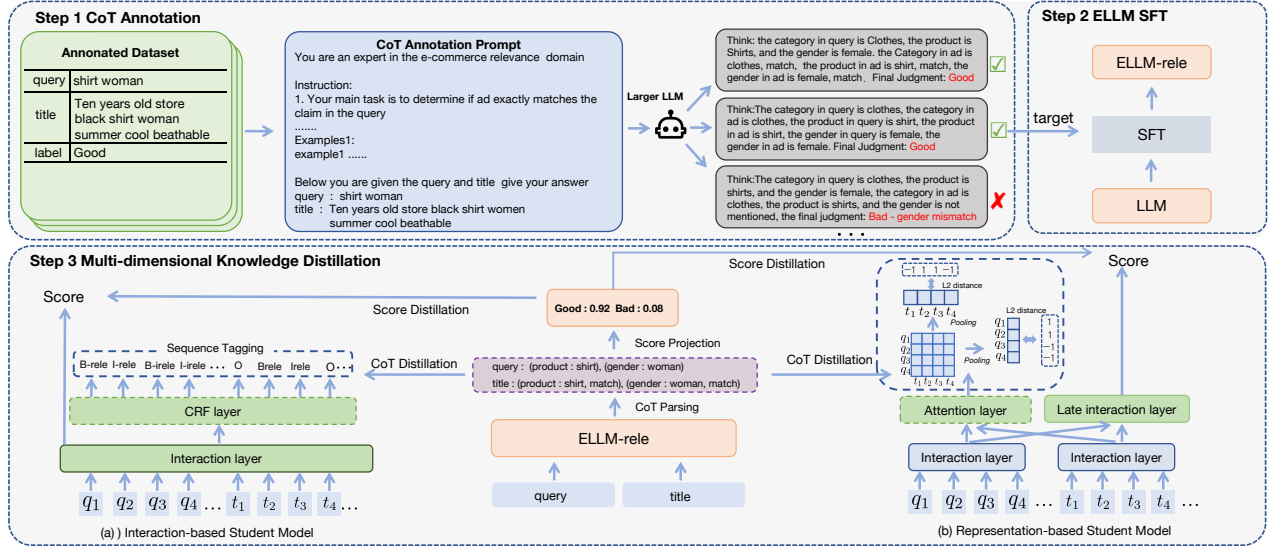 Step 1 CoT Annotation
Annonated Dataset
query shirt woman
title Ten years old store
black shirt woman
summer cool beathable
label Good
CoT Annotation Prompt
You are an expert in the e-commerce relevance domain
Instruction:
1. Your main task is to determine if ad exactly matches the
claim in the query
.......
Examples1:
example1 ......
Below you are given the query and title give your answer
query : shirt woman
title : Ten years old store black shirt women
summer cool beathable
Larger LLM
Think: the category in query is Clothes, the product is
Shirts, and the gender is female. the Category in ad is
clothes, match, the product in ad is shirt, match, the
gender in ad is female, match, Final Judgment: Good
Think:The category in query is clothes, the category in
ad is clothes, the product in query is shirt, the product
in ad is shirt, the gender in query is female, the
gender in ad is female. Final Judgment: Good
Think:The category in query is clothes, the product is
shirts, and the gender is female, the category in ad is
clothes, the product is shirts, and the gender is not
mentioned, the final judgment: Bad - gender mismatch
. . .
target
Step 2 ELLM SFT
ELLM-rele
SFT
LLM
Step 3 Multi-dimensional Knowledge Distillation
Score
Score Distillation
Sequence Tagging
B-rele I-rele B-irele I-irele ... O Brele Irele O...
CRF layer
Interaction layer
q1 q2 q3 q4 ... t1 t2 t3 t4 ...
(a) ) Interaction-based Student Model
Good : 0.92 Bad : 0.08
Score Projection
CoT Distillation
query : (product : shirt), (gender : woman)
title : (product : shirt, match), (gender : woman, match)
CoT Parsing
ELLM-rele
query title
Score Distillation
CoT Distillation
Score
−1 1 1 −1
L2 distance
t1 t2 t3 t4
Pooling
q1
q2
q3
q4
t1 t2 t3 t4
Pooling
L2 distance
q1
q2
q3
q4
1
1
−1
−1
Attention layer
Late interaction layer
Interaction layer
Interaction layer
q1 q2 q3 q4 ... t1 t2 t3 t4 ...
(b) Representation-based Student Model